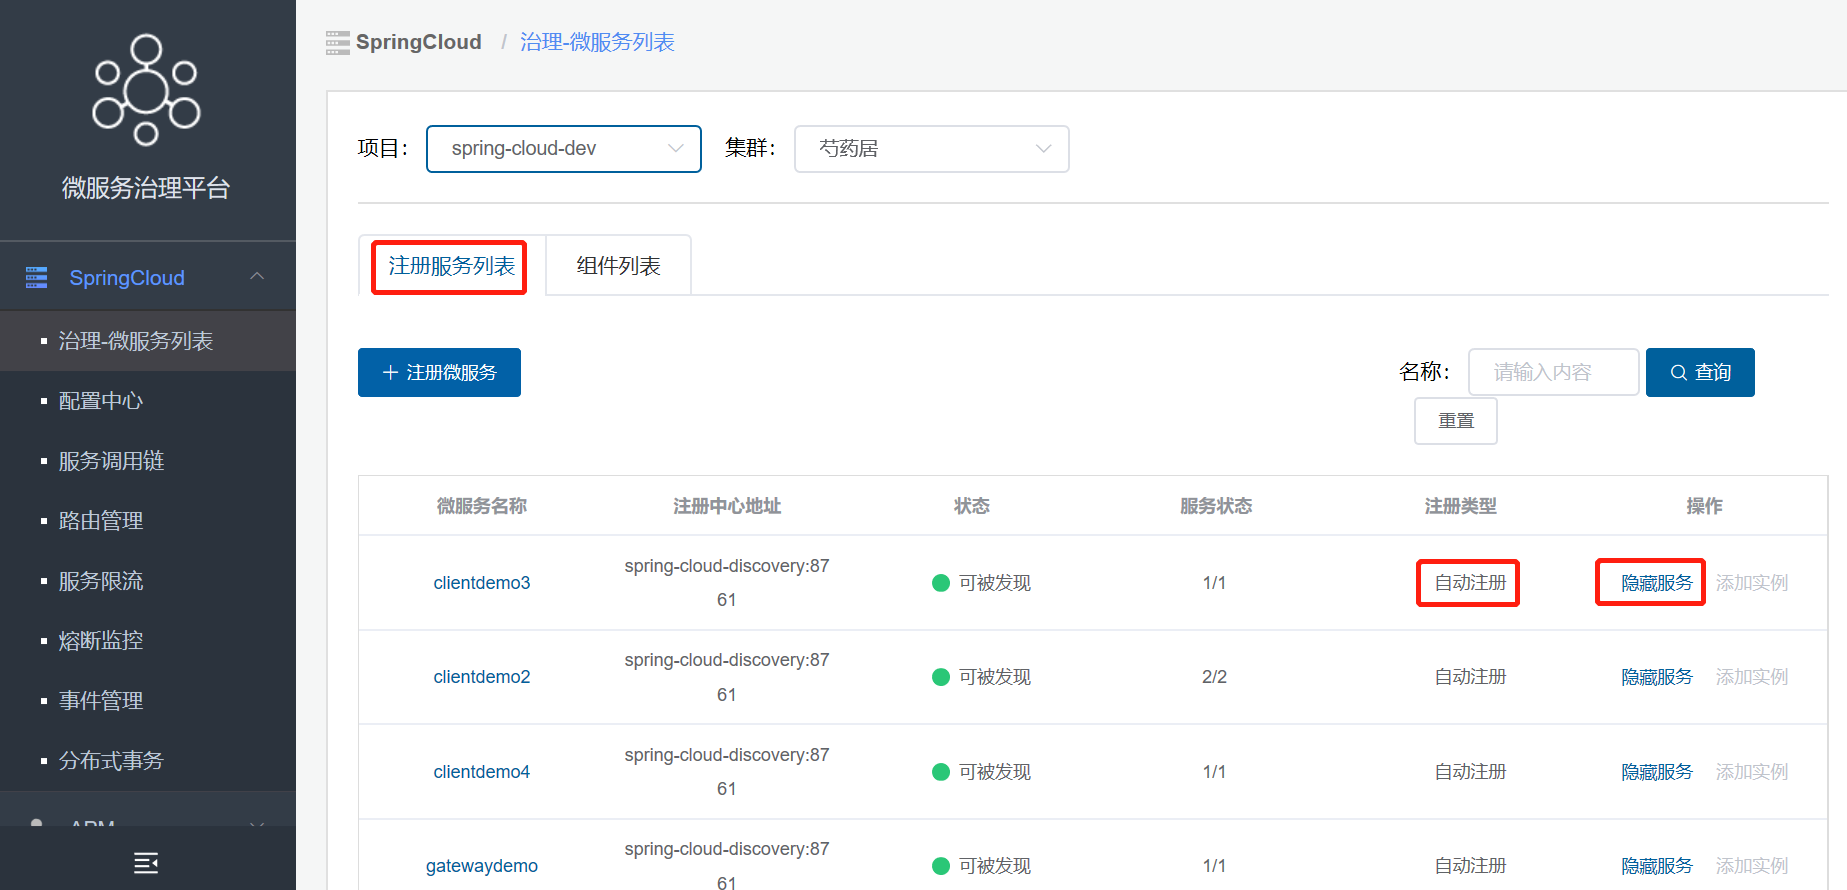 微服务治理平台
SpringCloud
治理-微服务列表
配置中心
服务调用链
路由管理
服务限流
熔断监控
事件管理
分布式事务
SpringCloud / 治理-微服务列表
项目： spring-cloud-dev 集群： 芍药居
注册服务列表 组件列表
注册微服务 名称： 请输入内容 查询
重置
微服务名称 注册中心地址 状态 服务状态 注册类型 操作
clientdemo3 spring-cloud-discovery:87 可被发现 1/1 自动注册 隐藏服务 添加实例
61
clientdemo2 spring-cloud-discovery:87 可被发现 2/2 自动注册 隐藏服务 添加实例
61
clientdemo4 spring-cloud-discovery:87 可被发现 1/1 自动注册 隐藏服务 添加实例
61
gatewaydemo spring-cloud-discovery:87 可被发现 1/1 自动注册 隐藏服务 添加实例
61